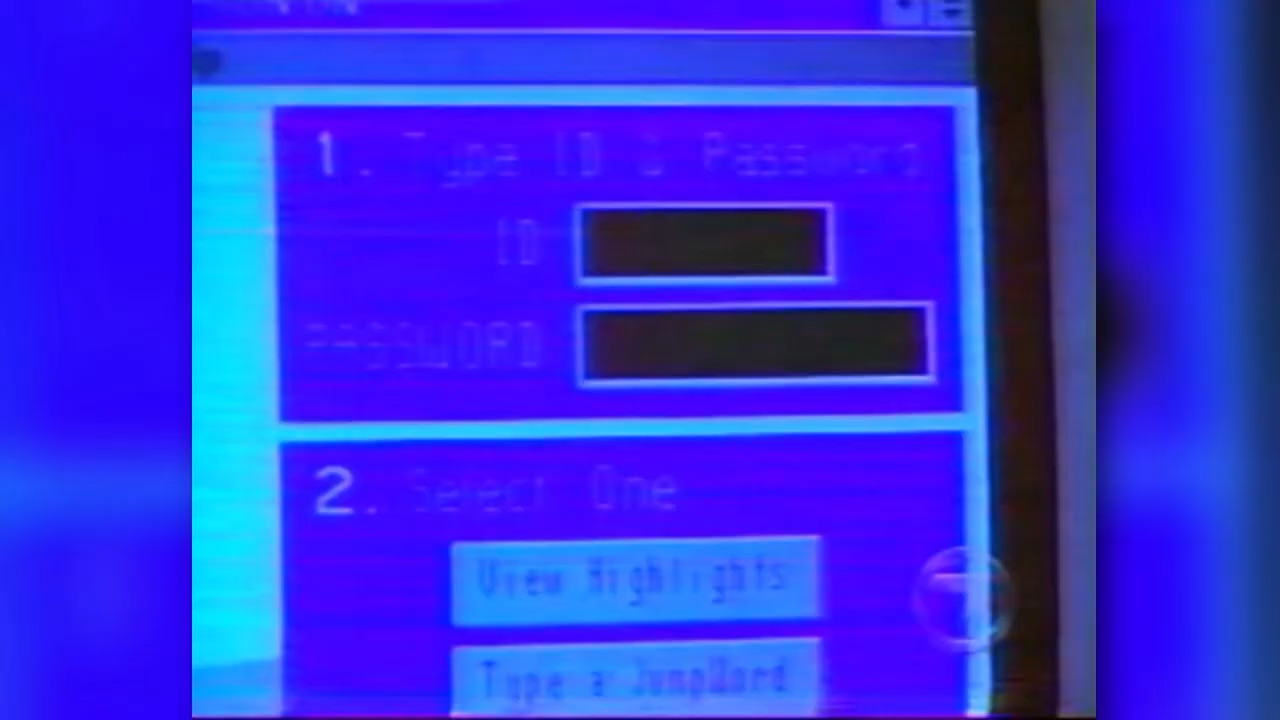 1. Type ID & Password
ID
PASSWORD
2. Select One
View Highlights
Type a JumpWord